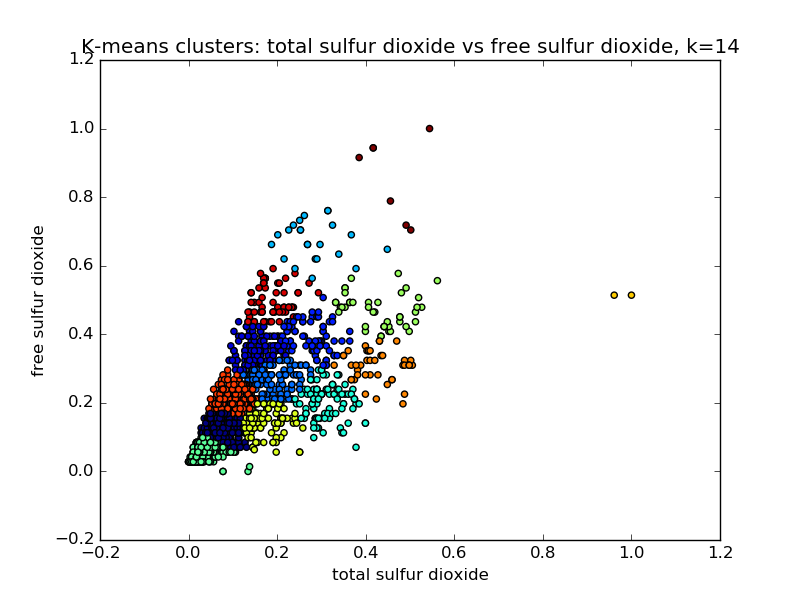 K-means clusters: total sulfur dioxide vs free sulfur dioxide, k=14
1.2
1.0
0.8
0.6
0.4
0.2
0.0
−0.2
free sulfur dioxide
−0.2 0.0 0.2 0.4 0.6 0.8 1.0 1.2
total sulfur dioxide